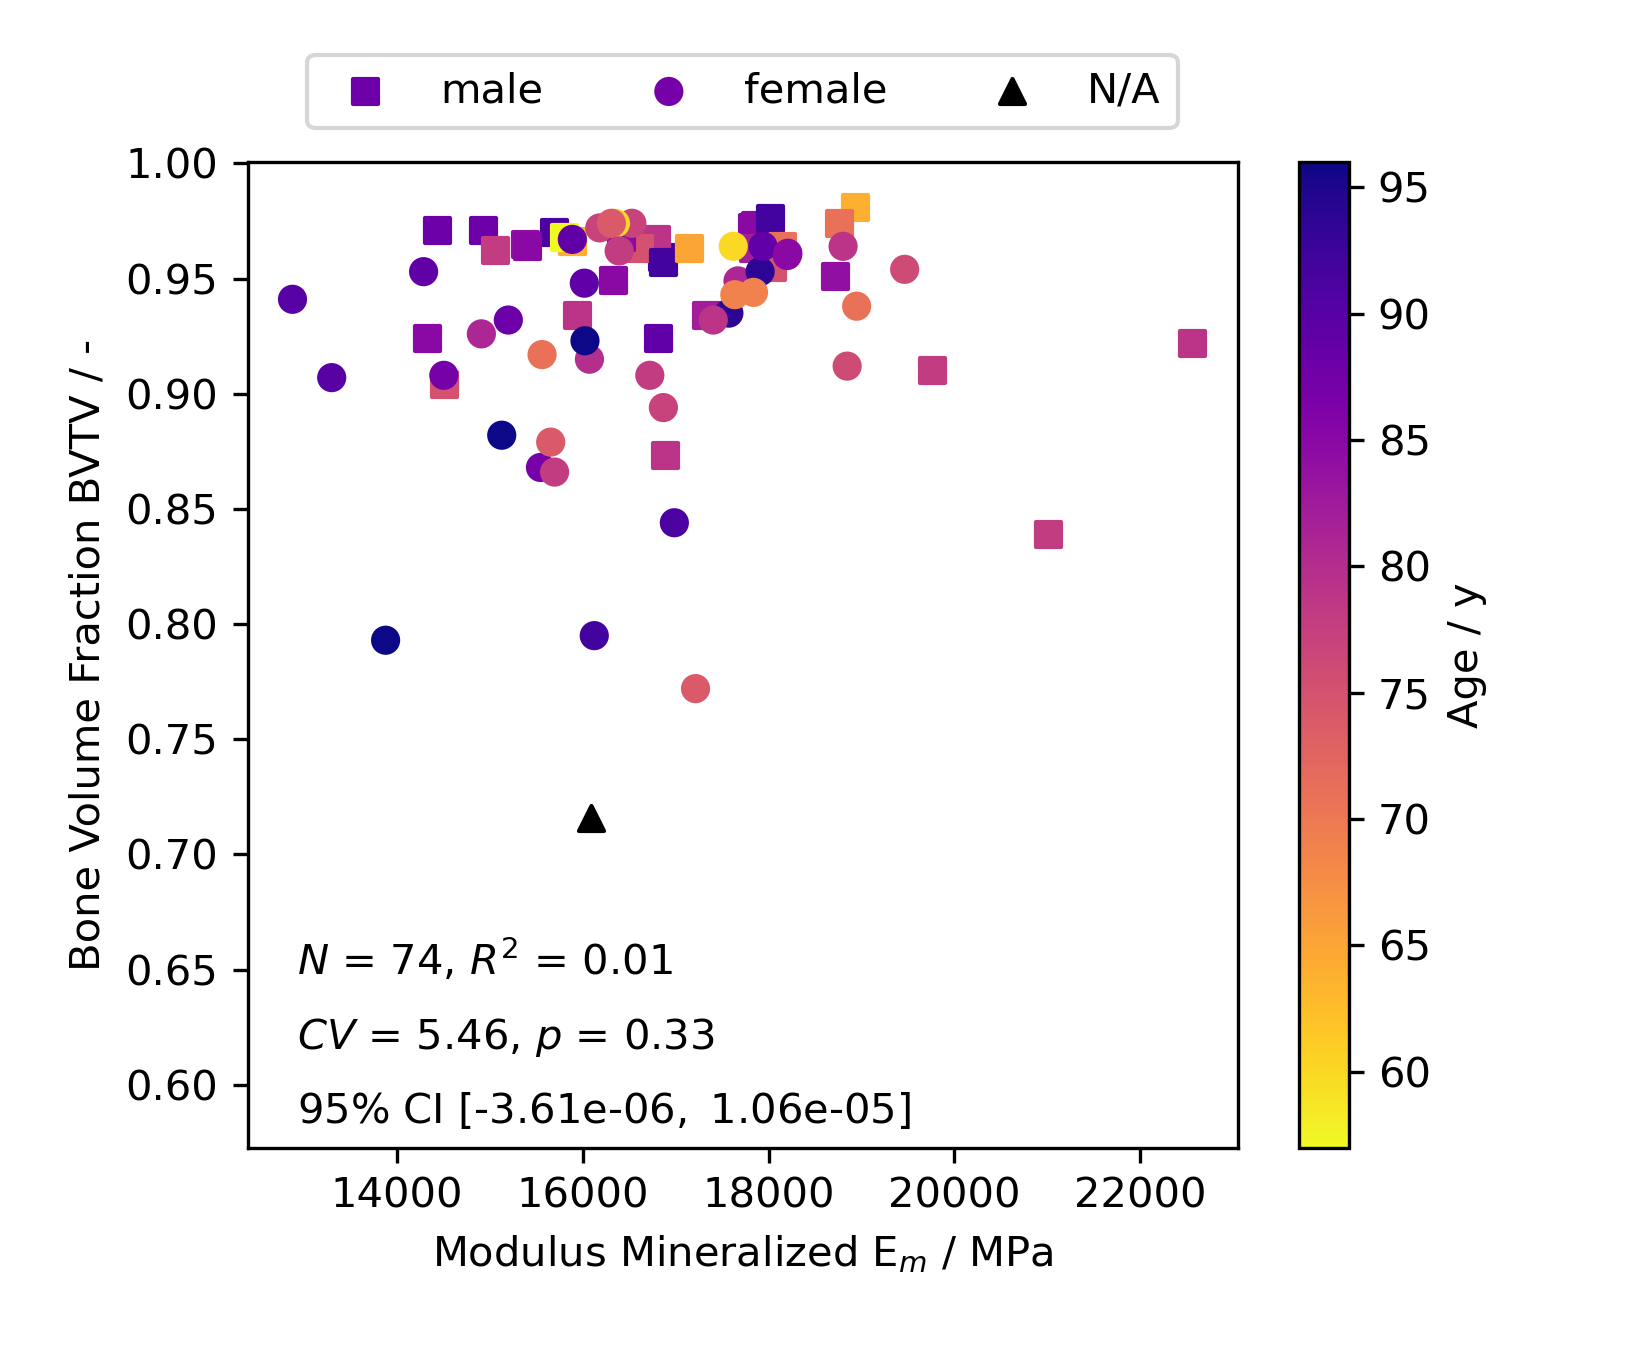 male female N/A
1.00
0.95
0.90
0.85
0.80
0.75
0.70
0.65
0.60
Bone Volume Fraction BVTV / -
N = 74, R² = 0.01
CV = 5.46, p = 0.33
95% CI [-3.61e-06, 1.06e-05]
14000 16000 18000 20000 22000
Modulus Mineralized Eₘ / MPa
95
90
85
80
75
70
65
60
Age / y